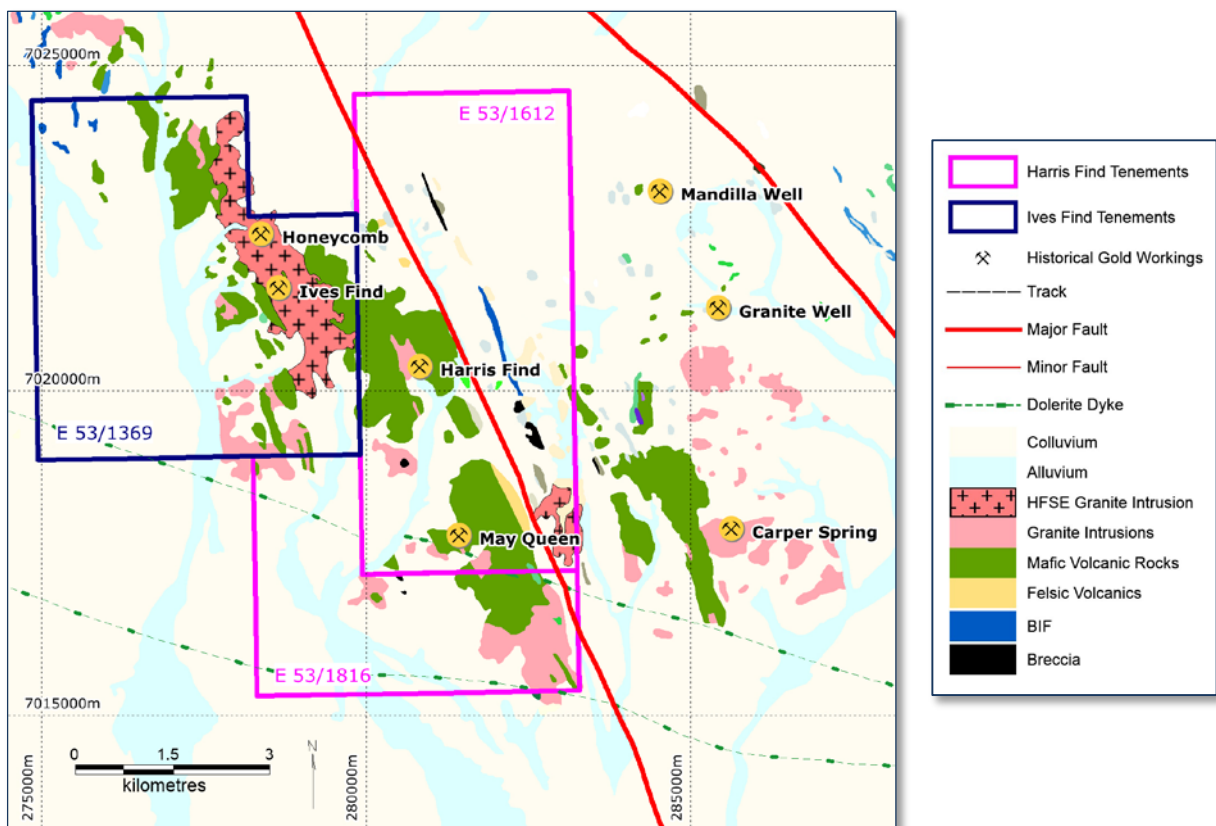 7025000m
E 53/1612
Mandilla Well
Honeycomb
Ives Find
Granite Well
Harris Find
7020000m
E 53/1369
May Queen
Carper Spring
E 53/1816
7015000m
0 1.5 3
kilometres
N
275000m
280000m
285000m
Harris Find Tenements
Ives Find Tenements
Historical Gold Workings
Track
Major Fault
Minor Fault
Dolerite Dyke
Colluvium
Alluvium
HFSE Granite Intrusion
Granite Intrusions
Mafic Volcanic Rocks
Felsic Volcanics
BIF
Breccia